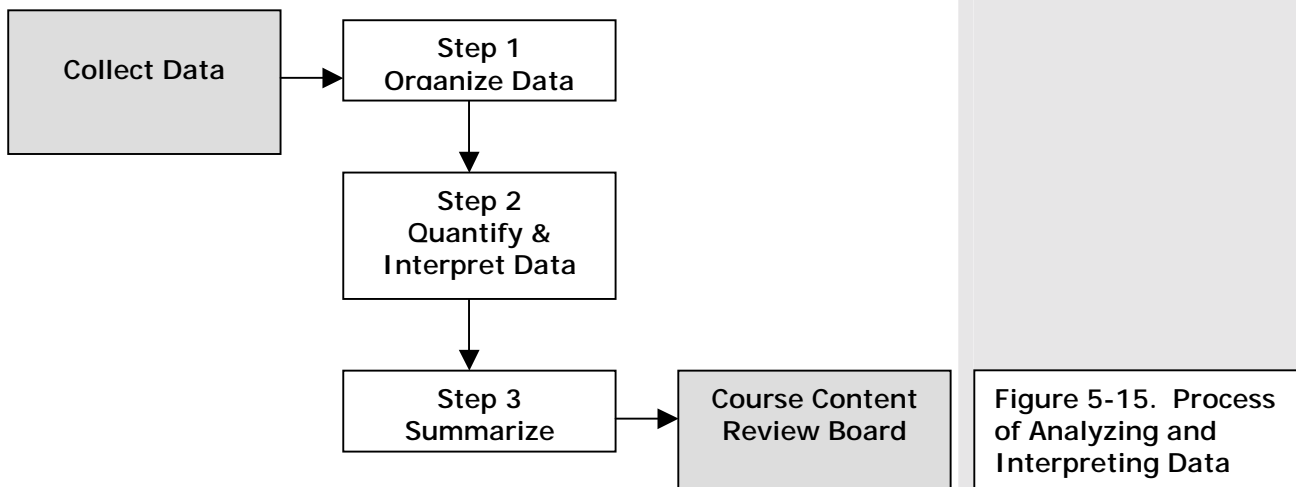 Collect Data
Step 1
Organize Data
Step 2
Quantify &
Interpret Data
Step 3
Summarize
Course Content
Review Board
Figure 5-15. Process
of Analyzing and
Interpreting Data